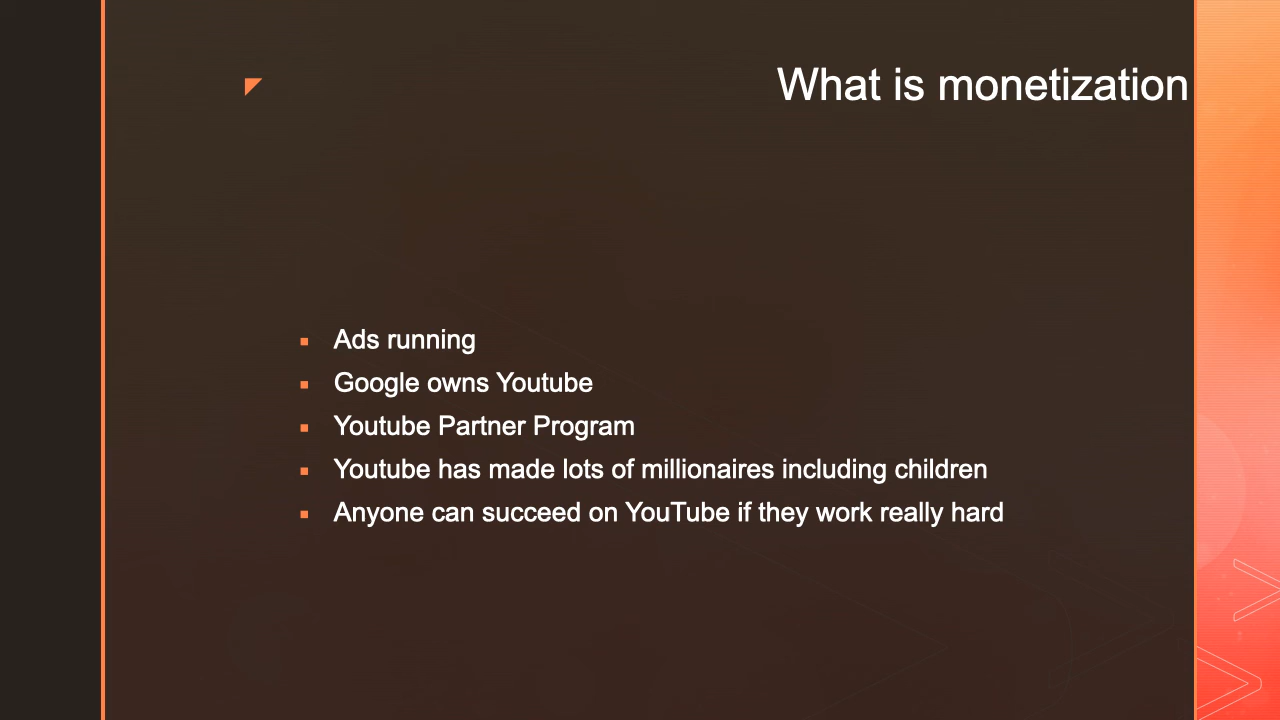 What is monetization
Ads running
Google owns Youtube
Youtube Partner Program
Youtube has made lots of millionaires including children
Anyone can succeed on YouTube if they work really hard